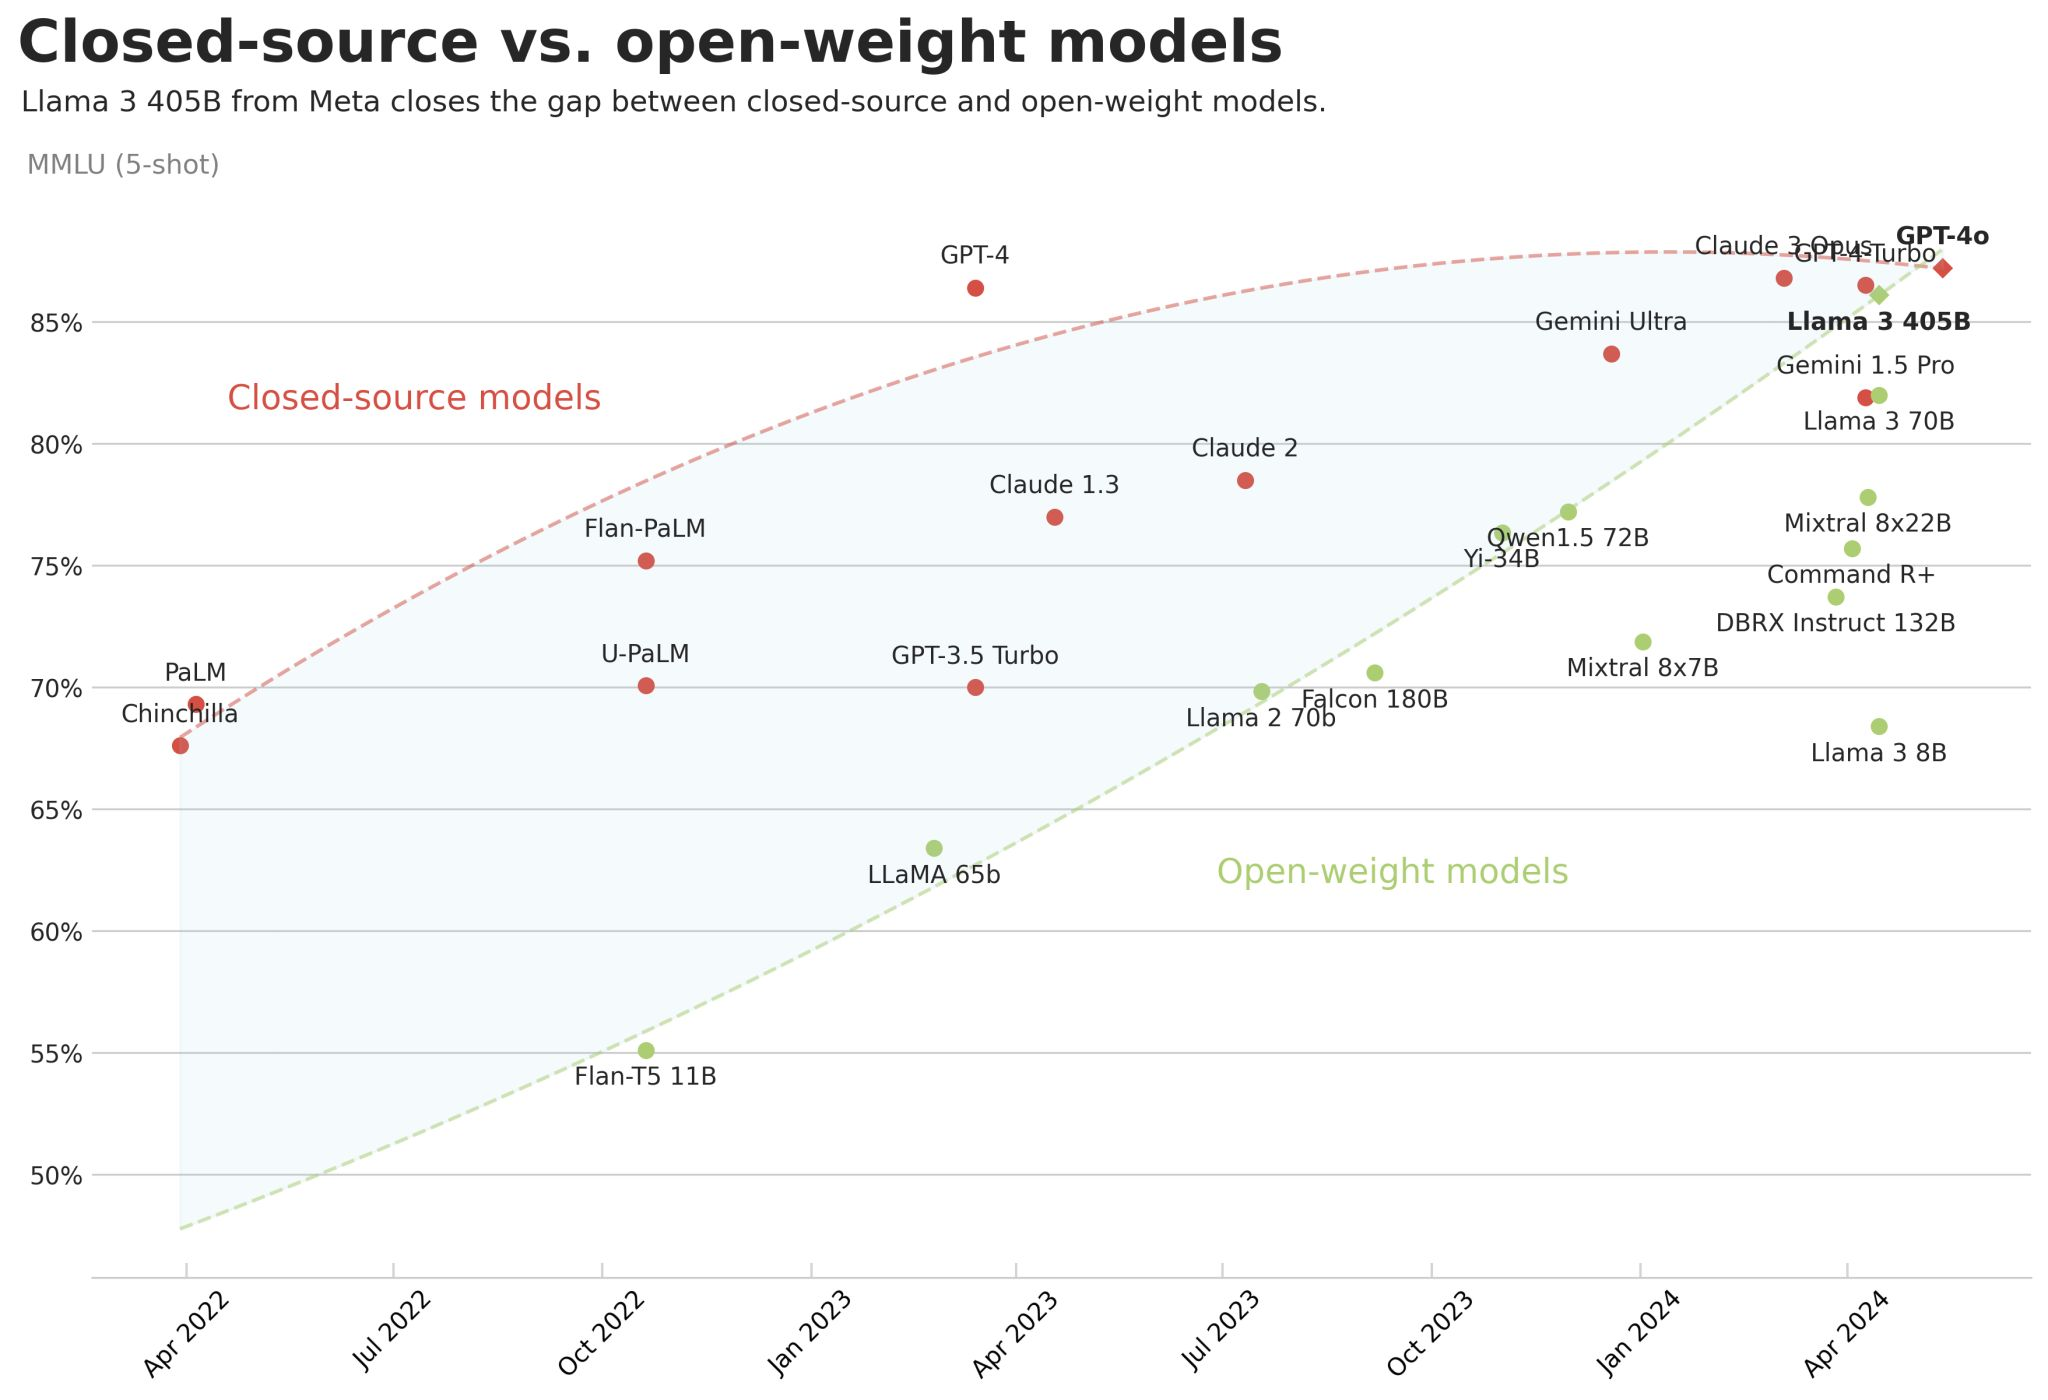 Closed-source vs. open-weight models
Llama 3 405B from Meta closes the gap between closed-source and open-weight models.
MMLU (5-shot)
GPT-4o
Claude 3 Opus
GPT-4
GPT-4-Turbo
85%
Gemini Ultra
Llama 3 405B
Gemini 1.5 Pro
Closed-source models
Llama 3 70B
80%
Claude 2
Claude 1.3
Flan-PaLM
Mixtral 8x22B
Qwen1.5 72B
Yi-34B
75%
Command R+
DBRX Instruct 132B
U-PaLM
GPT-3.5 Turbo
Mixtral 8x7B
PaLM
70%
Falcon 180B
Chinchilla
Llama 2 70b
Llama 3 8B
65%
LLaMA 65b
Open-weight models
60%
55%
Flan-T5 11B
50%
Apr 2022
Jul 2022
Oct 2022
Jan 2023
Apr 2023
Jul 2023
Oct 2023
Jan 2024
Apr 2024